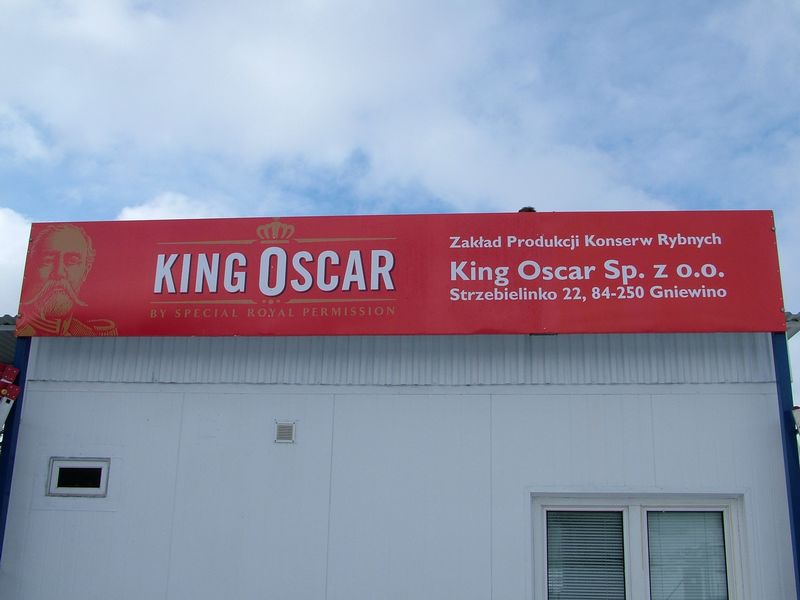 KING OSCAR
BY SPECIAL ROYAL PERMISSION
Zakład Produkcji Konserw Rybnych
King Oscar Sp. z o.o.
Strzebielinko 22, 84-250 Gniewino